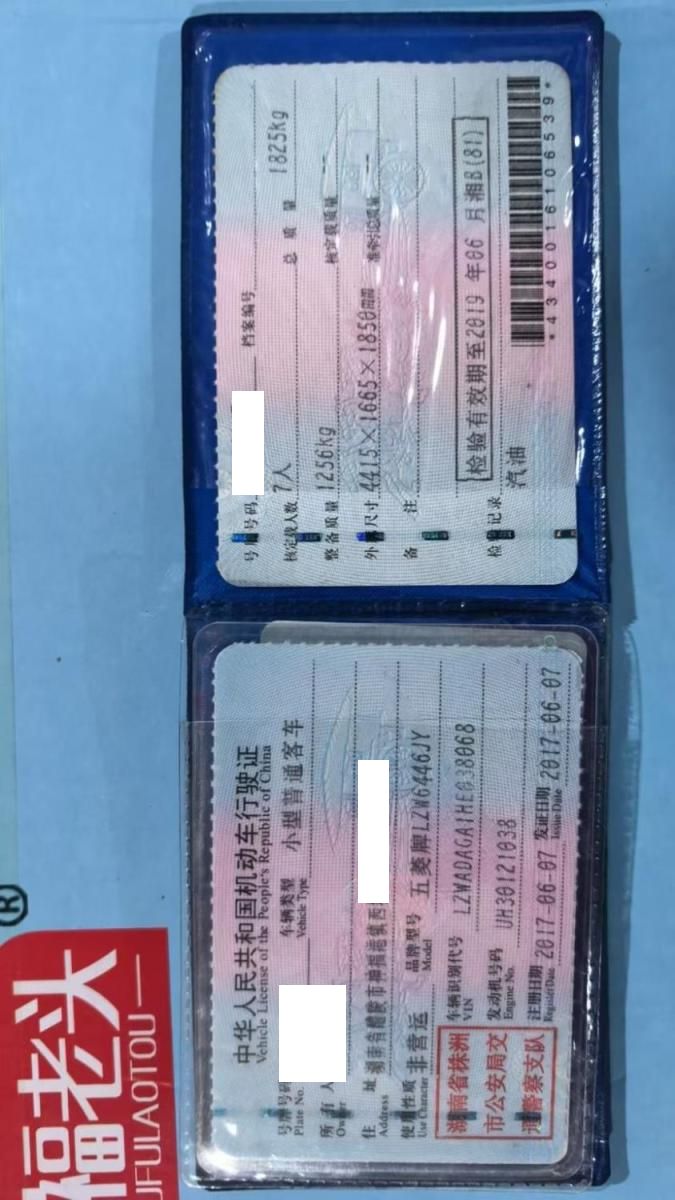 中华人民共和国机动车行驶证
Vehicle License of the People's Republic of China
号牌号码 车辆类型 小型普通客车
Plate No. Vehicle Type
所有人
Owner
住 址 湖南省醴陵市神福港镇西
Address
使用性质 非营运 品牌型号 五菱牌LZW6446JY
Use Character Model
车辆识别代号 LZWADAGA1HE038068
VIN
发动机号码 UH30121038
Engine No.
注册日期 2017-06-07 发证日期 2017-06-07
Register Date Issue Date
湖南省株洲
市公安局交
通警察支队
号牌号码 档案编号
核定载人数 7人 总 质 量 1825kg
整备质量 1256kg 核定载质量
外廓尺寸 4415×1665×1850mm 准牵引总质量
备 注
检验有效期至2019年06月湘B(81)
检验记录
汽油
*4340016106539*
®
福老头
FULAOTOU